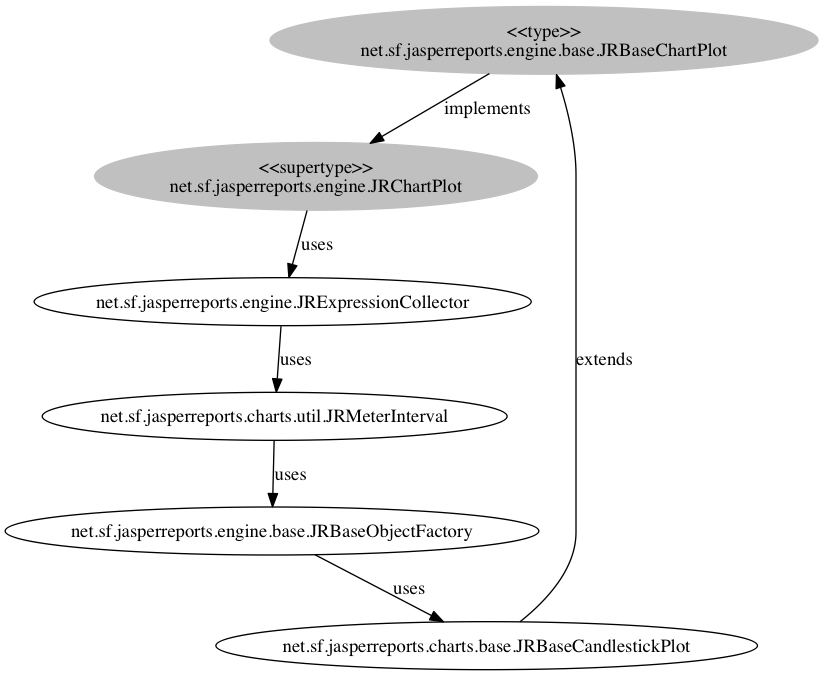 <<type>>
net.sf.jasperreports.engine.base.JRBaseChartPlot
implements
<<supertype>>
net.sf.jasperreports.engine.JRChartPlot
uses
net.sf.jasperreports.engine.JRExpressionCollector
uses
extends
net.sf.jasperreports.charts.util.JRMeterInterval
uses
net.sf.jasperreports.engine.base.JRBaseObjectFactory
uses
net.sf.jasperreports.charts.base.JRBaseCandlestickPlot